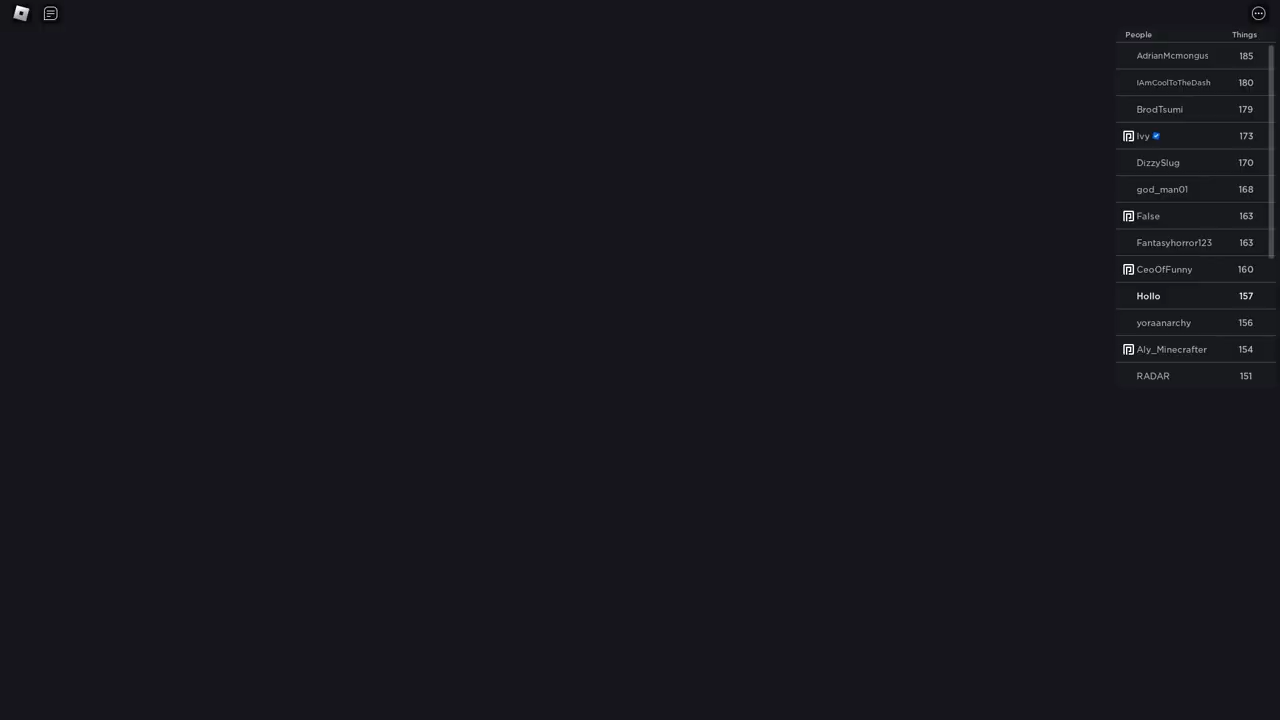 People Things
AdrianMcmongus 185
IAmCoolToTheDash 180
BrodTsumi 179
Ivy 173
DizzySlug 170
god_man01 168
False 163
Fantasyhorror123 163
CeoOfFunny 160
Hollo 157
yoraanarchy 156
Aly_Minecrafter 154
RADAR 151